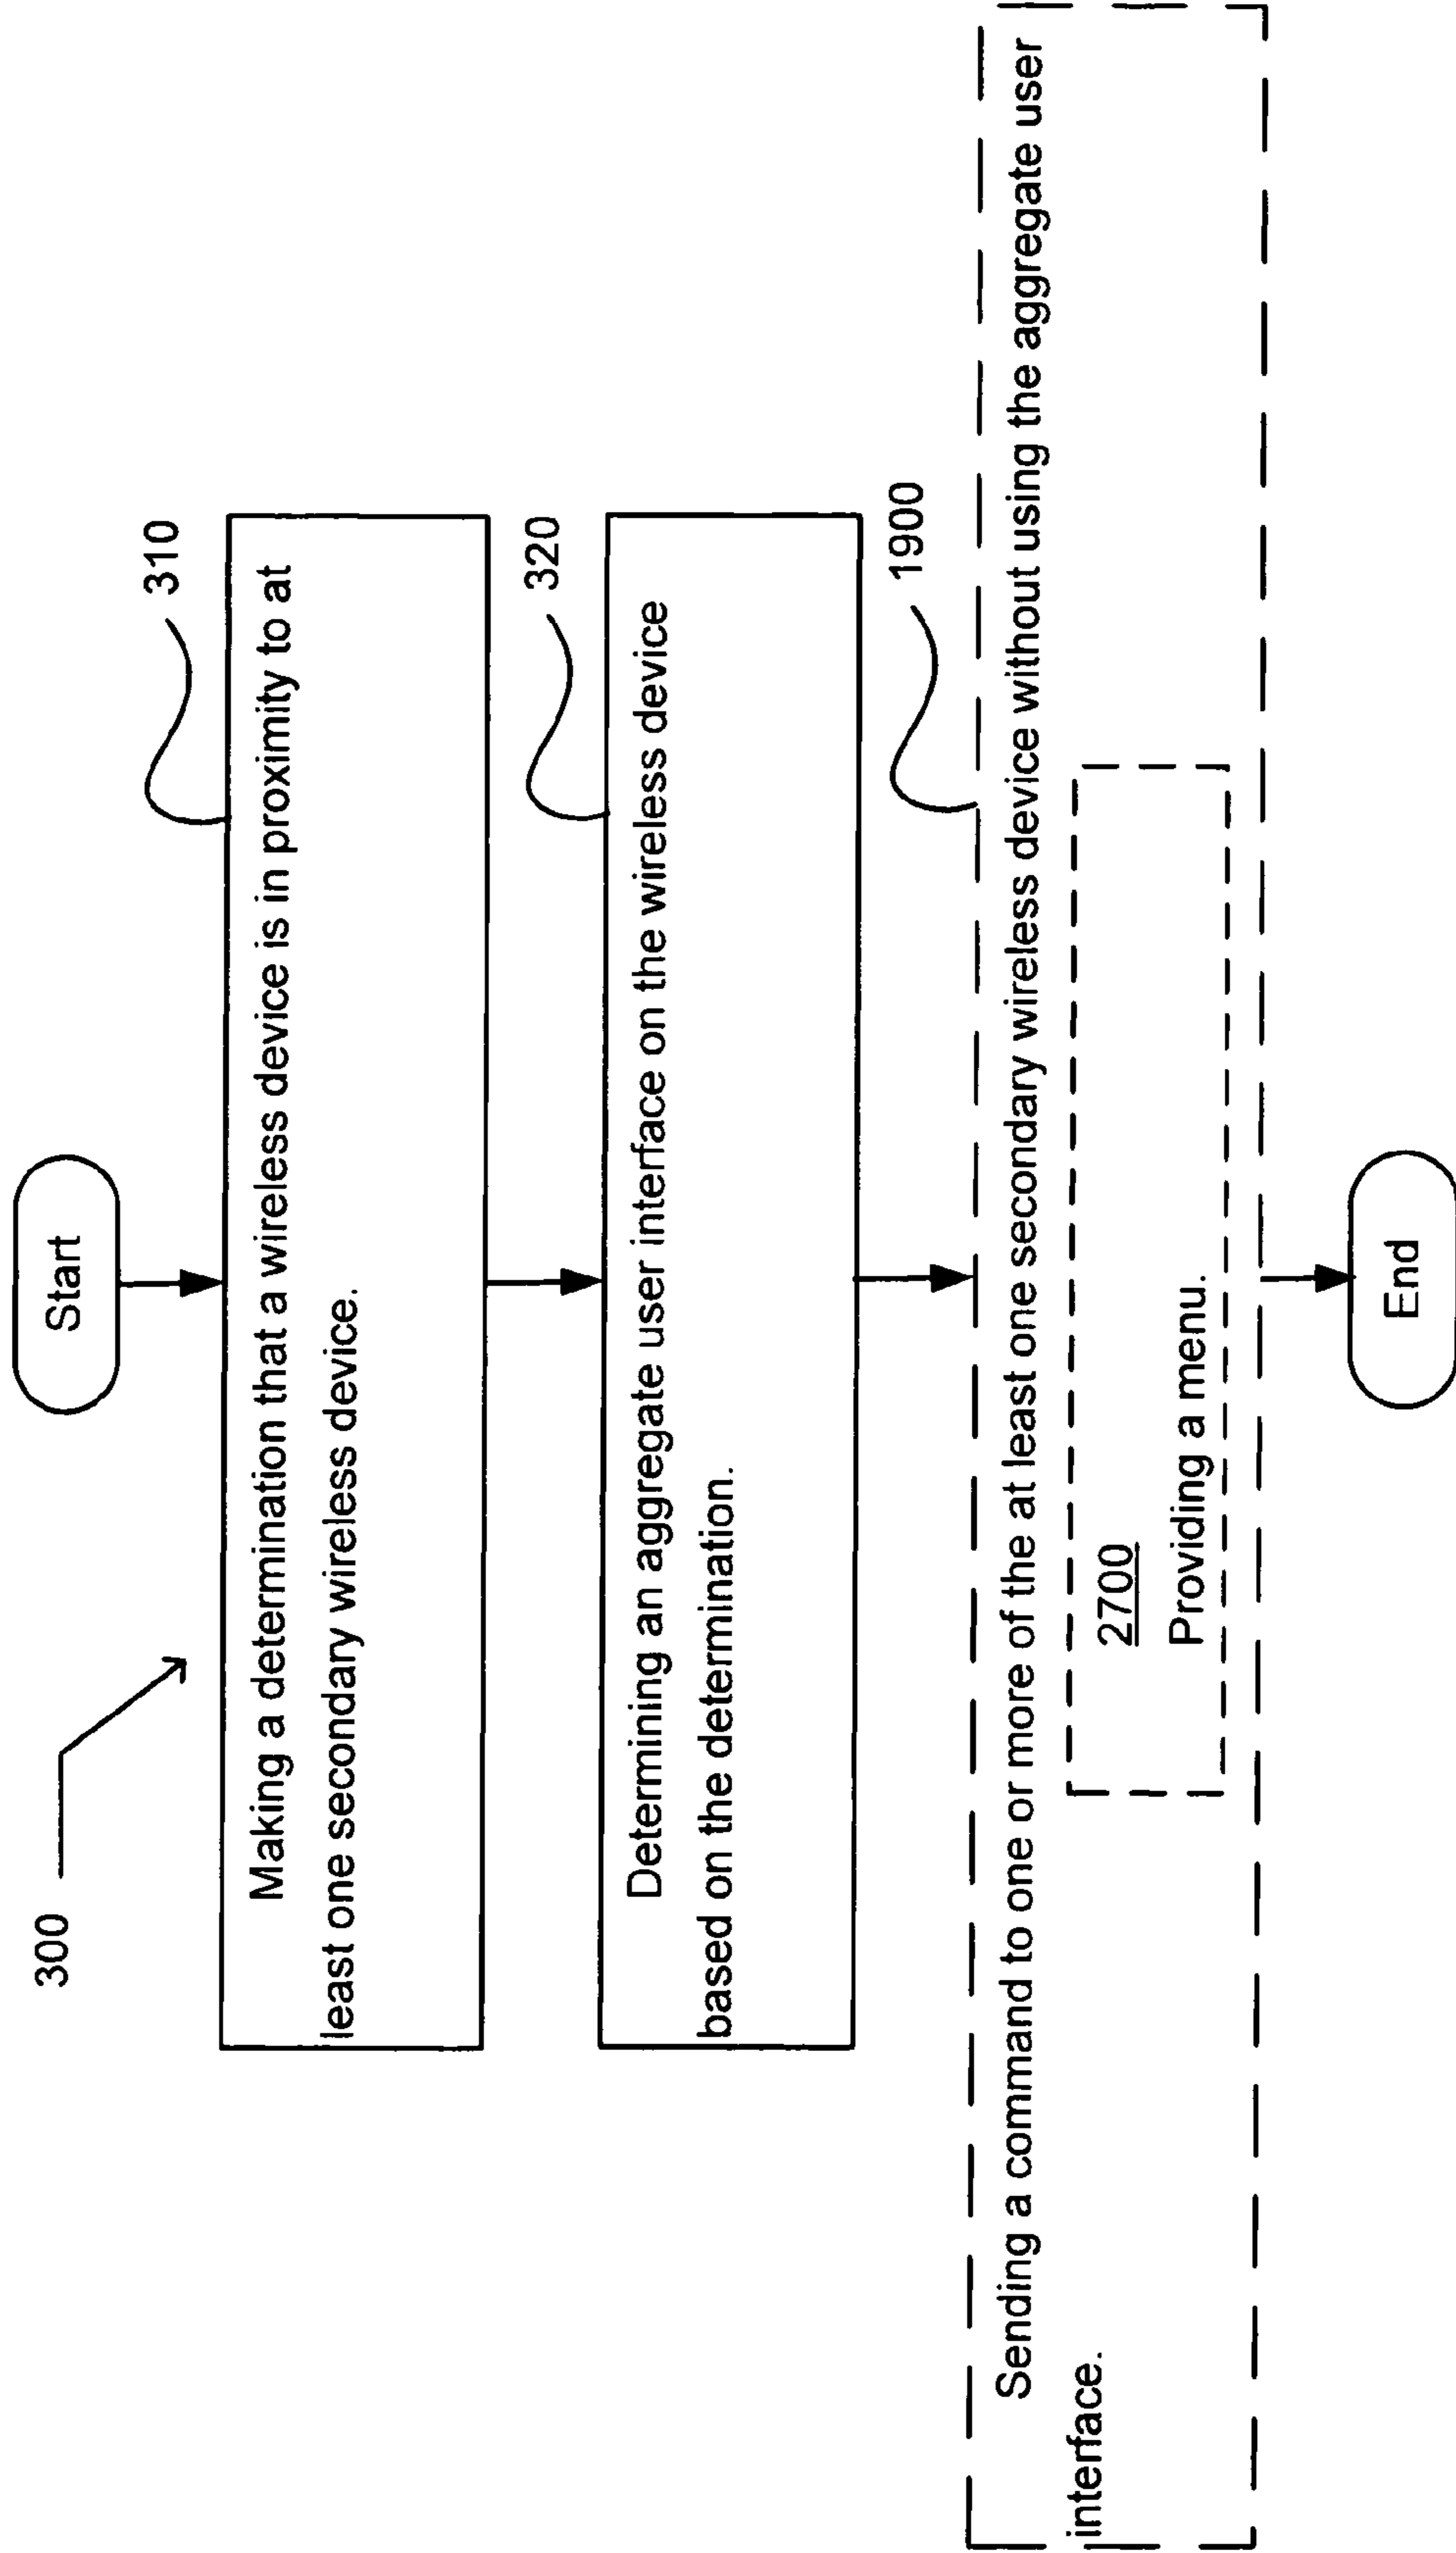 Start
300
310
Making a determination that a wireless device is in proximity to at
least one secondary wireless device.
320
Determining an aggregate user interface on the wireless device
based on the determination.
1900
Sending a command to one or more of the at least one secondary wireless device without using the aggregate user
interface.
2700
Providing a menu.
End